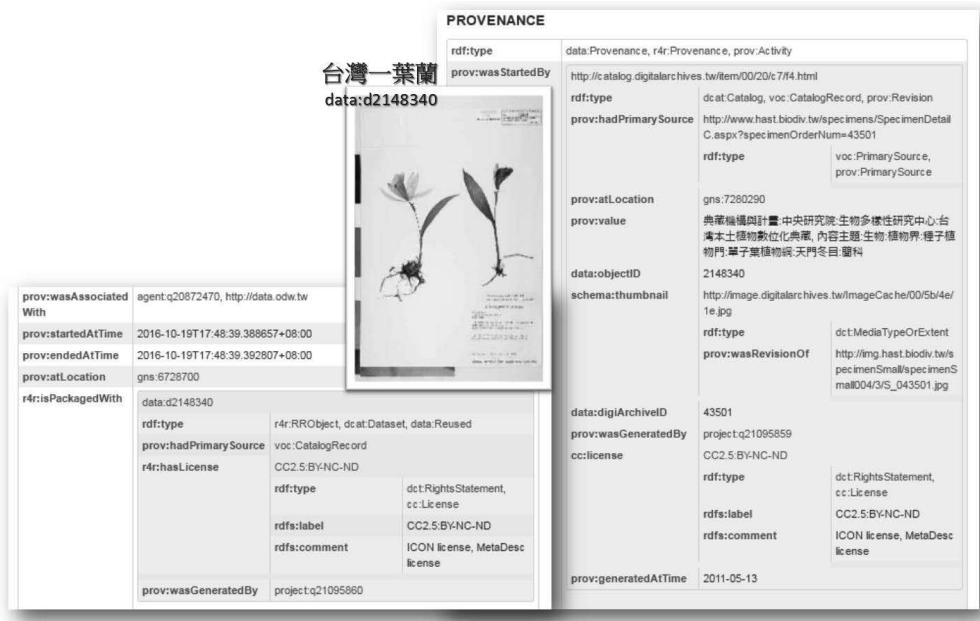 PROVENANCE
rdf:type data:Provenance, r4r:Provenance, prov:Activity
prov:wasStartedBy http://catalog.digitalarchives.tw/item/00/20/c7/f4.html
rdf:type dcat:Catalog, voc:CatalogRecord, prov:Revision
prov:hadPrimarySource http://www.hast.biodiv.tw/specimens/SpecimenDetail
C.aspx?specimenOrderNum=43501
rdf:type voc:PrimarySource,
prov:PrimarySource
prov:atLocation gns:7280290
prov:value 典藏機構與計畫:中央研究院:生物多樣性研究中心:台
灣本土植物數位化典藏, 內容主題:生物:植物界:種子植
物門:單子葉植物綱:天門冬目:蘭科
data:objectID 2148340
schema:thumbnail http://image.digitalarchives.tw/ImageCache/00/5b/4e/
1e.jpg
rdf:type dct:MediaTypeOrExtent
prov:wasRevisionOf http://img.hast.biodiv.tw/s
pecimenSmall/specimenS
mall004/3/S_043501.jpg
data:digiArchiveID 43501
prov:wasGeneratedBy project:q21095859
cc:license CC2.5:BY-NC-ND
rdf:type dct:RightsStatement,
cc:License
rdfs:label CC2.5:BY-NC-ND
rdfs:comment ICON license, MetaDesc
license
prov:generatedAtTime 2011-05-13
台灣一葉蘭
data:d2148340
prov:wasAssociated
With agent:q20872470, http://data.odw.tw
prov:startedAtTime 2016-10-19T17:48:39.388657+08:00
prov:endedAtTime 2016-10-19T17:48:39.392807+08:00
prov:atLocation gns:6728700
r4r:isPackagedWith data:d2148340
rdf:type r4r:RRObject, dcat:Dataset, data:Reused
prov:hadPrimarySource voc:CatalogRecord
r4r:hasLicense CC2.5:BY-NC-ND
rdf:type dct:RightsStatement,
cc:License
rdfs:label CC2.5:BY-NC-ND
rdfs:comment ICON license, MetaDesc
license
prov:wasGeneratedBy project:q21095860